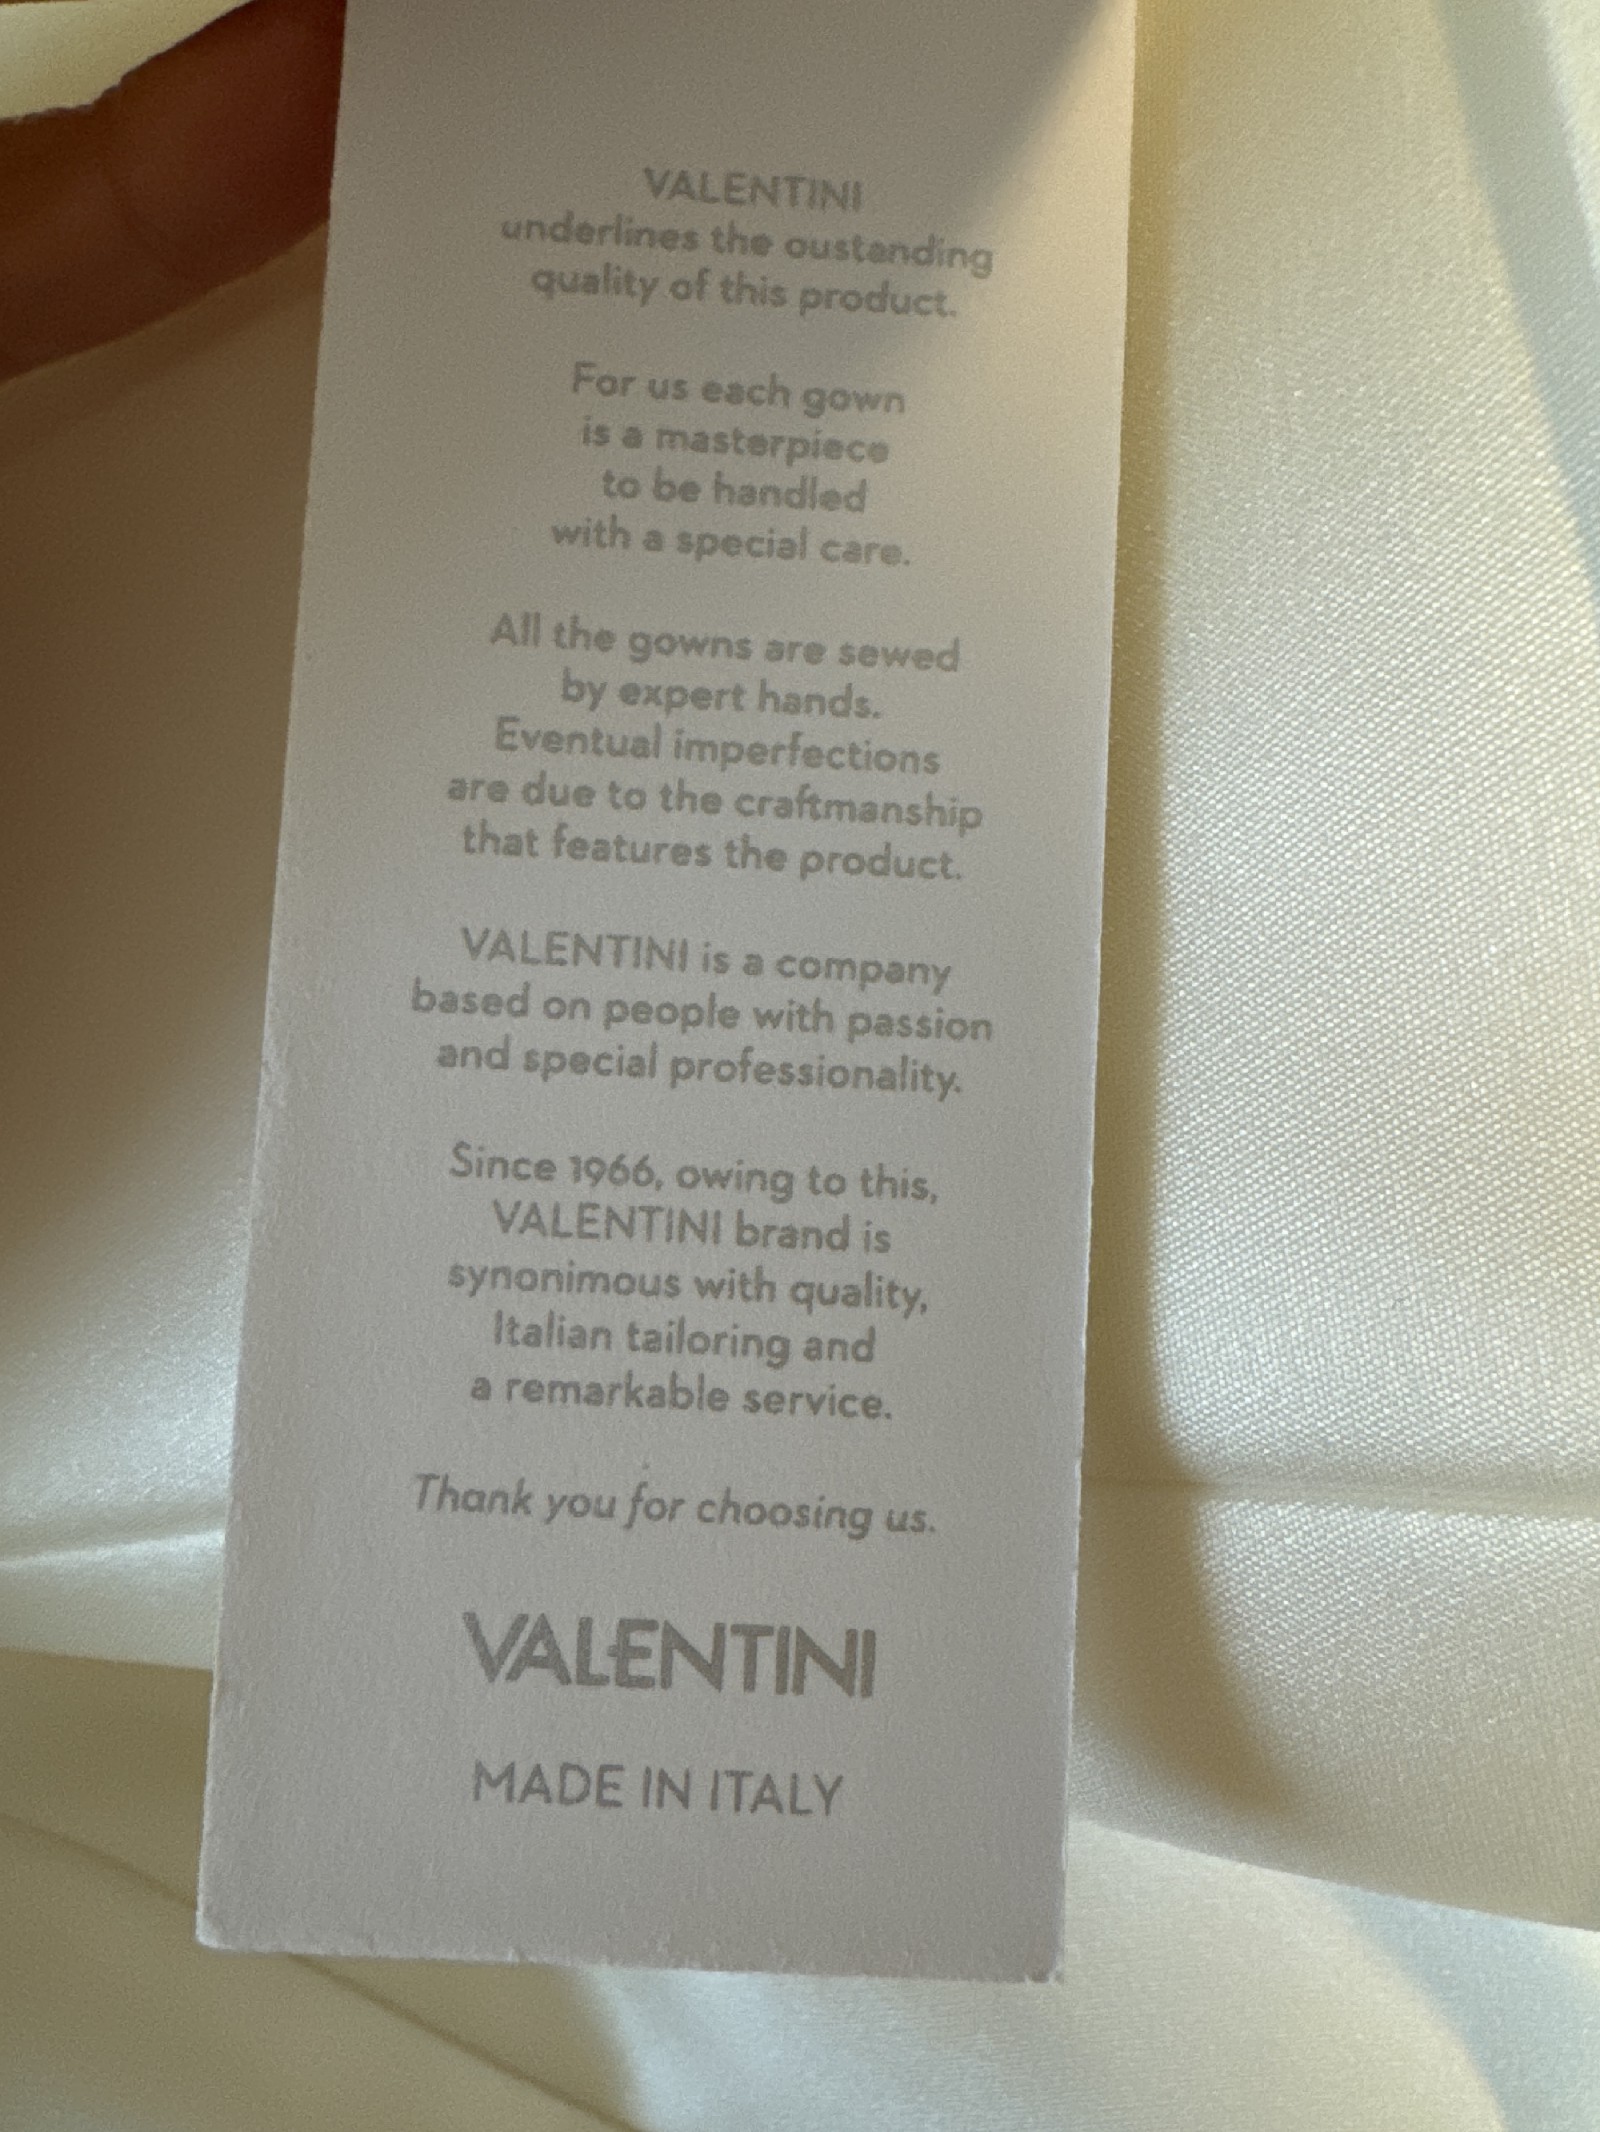 VALENTINI
underlines the oustanding
quality of this product.
For us each gown
is a masterpiece
to be handled
with a special care.
All the gowns are sewed
by expert hands.
Eventual imperfections
are due to the craftmanship
that features the product.
VALENTINI is a company
based on people with passion
and special professionality.
Since 1966, owing to this,
VALENTINI brand is
synonimous with quality,
Italian tailoring and
a remarkable service.
Thank you for choosing us.
VALENTINI
MADE IN ITALY